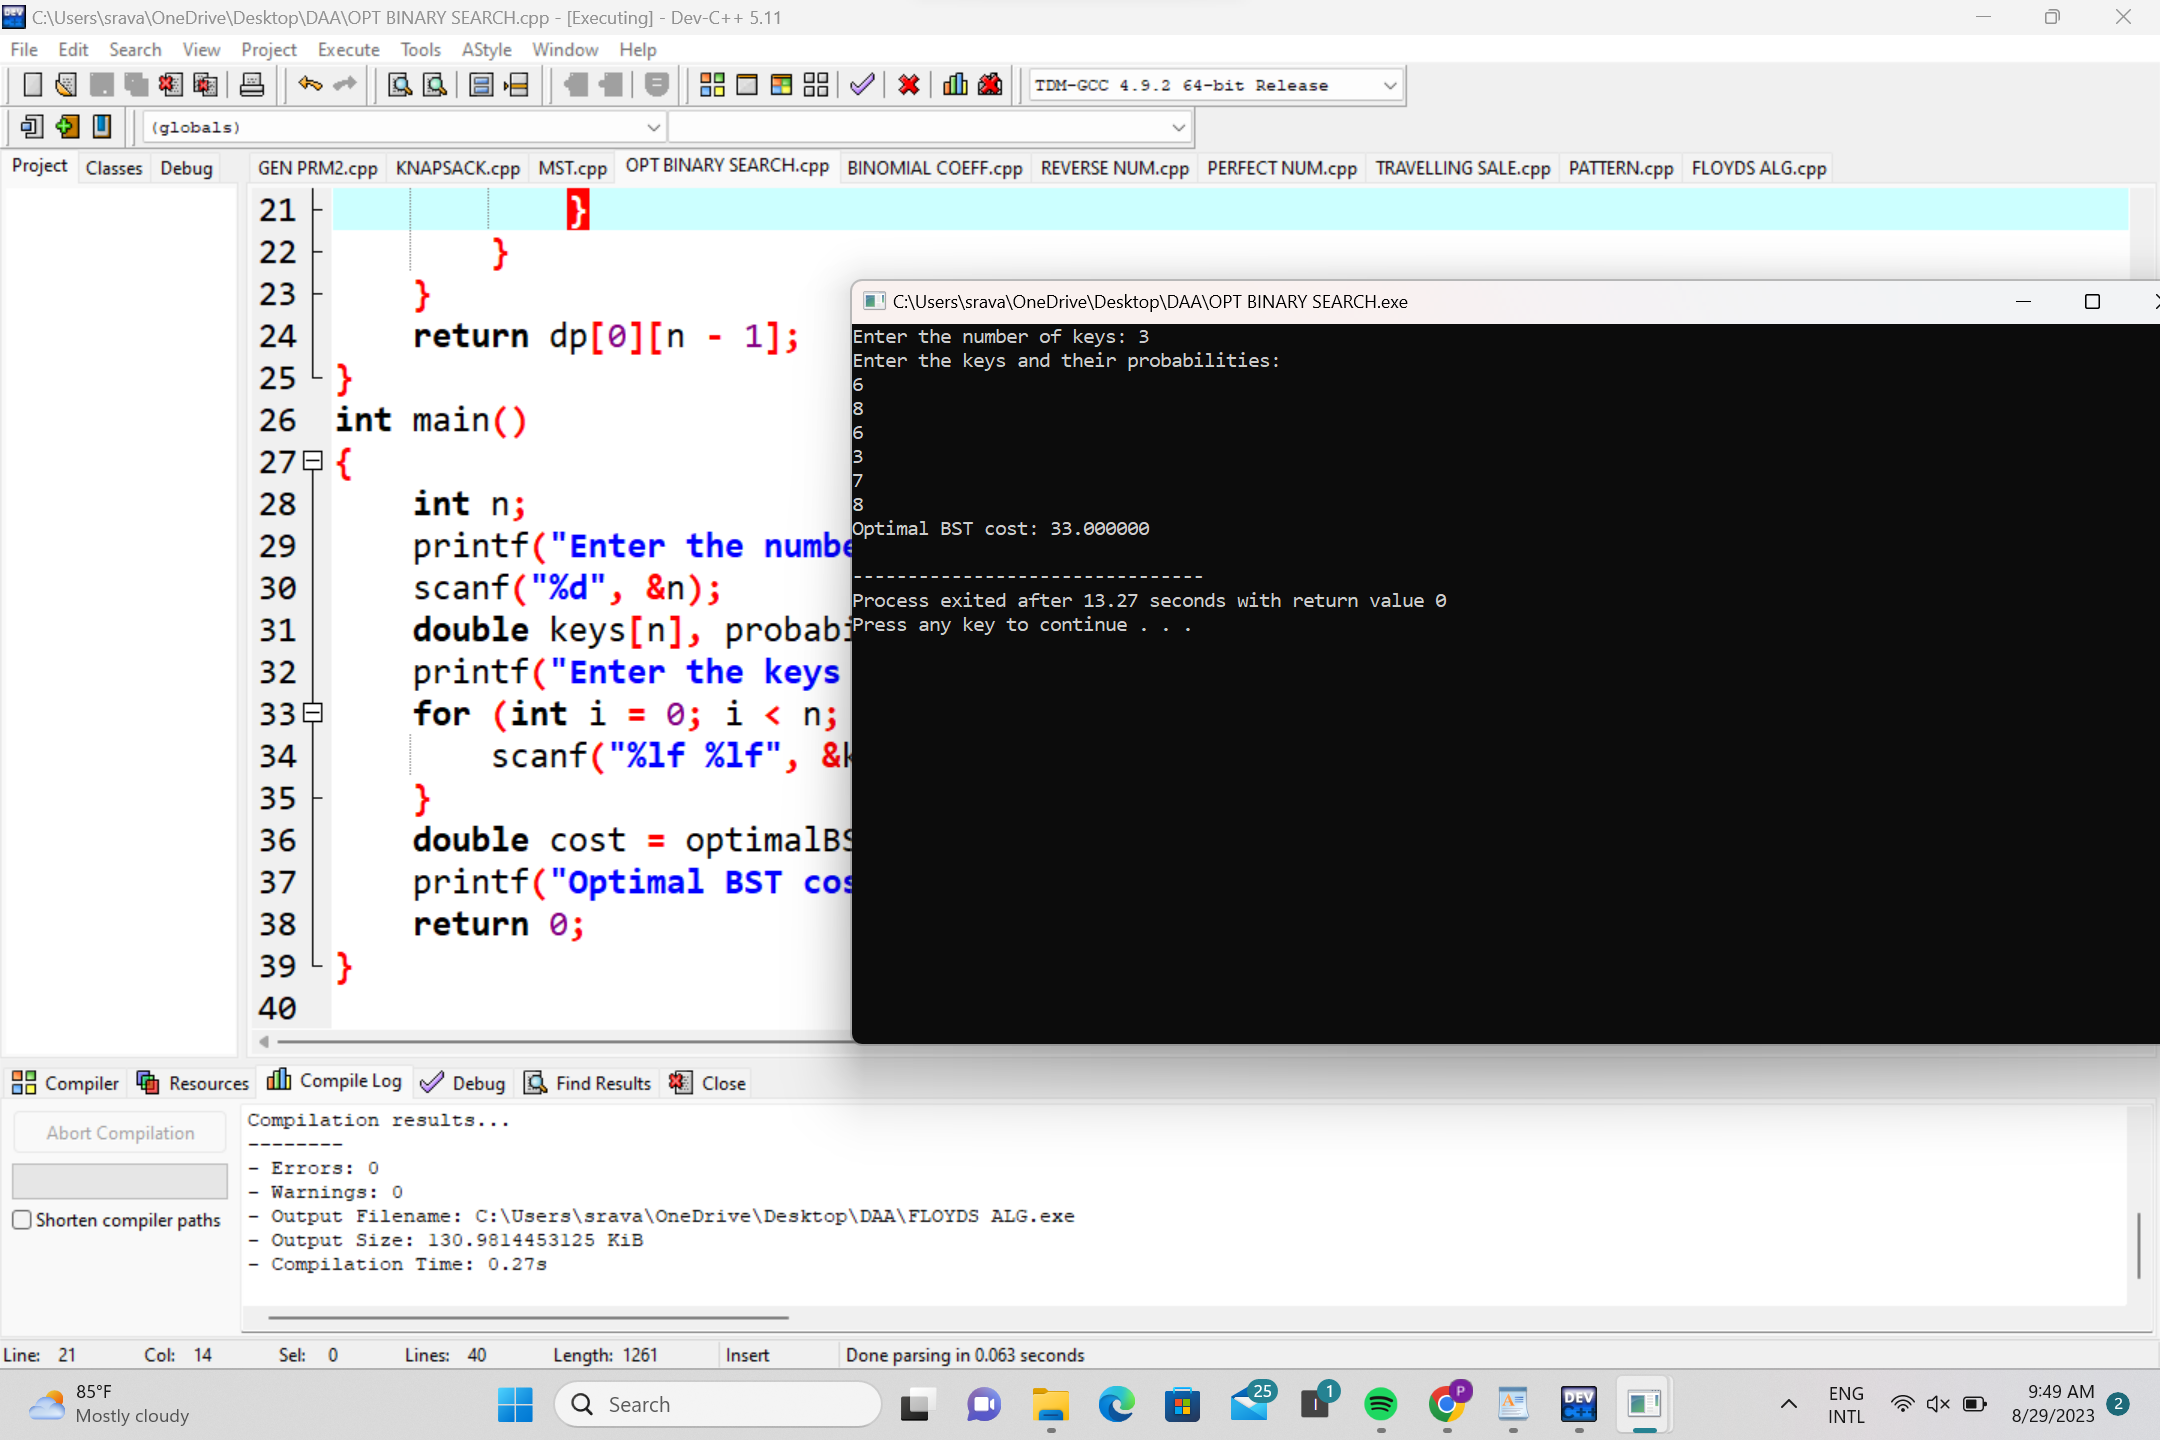 C:\Users\srava\OneDrive\Desktop\DAA\OPT BINARY SEARCH.cpp - [Executing] - Dev-C++ 5.11
File Edit Search View Project Execute Tools AStyle Window Help
TDM-GCC 4.9.2 64-bit Release
(globals)
Project Classes Debug
GEN PRM2.cpp KNAPSACK.cpp MST.cpp OPT BINARY SEARCH.cpp BINOMIAL COEFF.cpp REVERSE NUM.cpp PERFECT NUM.cpp TRAVELLING SALE.cpp PATTERN.cpp FLOYDS ALG.cpp
21 }
22 }
23 }
24 return dp[0][n - 1];
25 }
26 int main()
27 {
28 int n;
29 printf("Enter the numbe
30 scanf("%d", &n);
31 double keys[n], probabi
32 printf("Enter the keys
33 for (int i = 0; i < n;
34 scanf("%lf %lf", &k
35 }
36 double cost = optimalBS
37 printf("Optimal BST cos
38 return 0;
39 }
40
C:\Users\srava\OneDrive\Desktop\DAA\OPT BINARY SEARCH.exe
Enter the number of keys: 3
Enter the keys and their probabilities:
6
8
6
3
7
8
Optimal BST cost: 33.000000
--------------------------------
Process exited after 13.27 seconds with return value 0
Press any key to continue . . .
Compiler Resources Compile Log Debug Find Results Close
Abort Compilation
Shorten compiler paths
Compilation results...
--------
- Errors: 0
- Warnings: 0
- Output Filename: C:\Users\srava\OneDrive\Desktop\DAA\FLOYDS ALG.exe
- Output Size: 130.9814453125 KiB
- Compilation Time: 0.27s
Line: 21 Col: 14 Sel: 0 Lines: 40 Length: 1261 Insert Done parsing in 0.063 seconds
85°F
Mostly cloudy
Search
25
1
P
DEV
C++
ENG
INTL
9:49 AM
8/29/2023
2